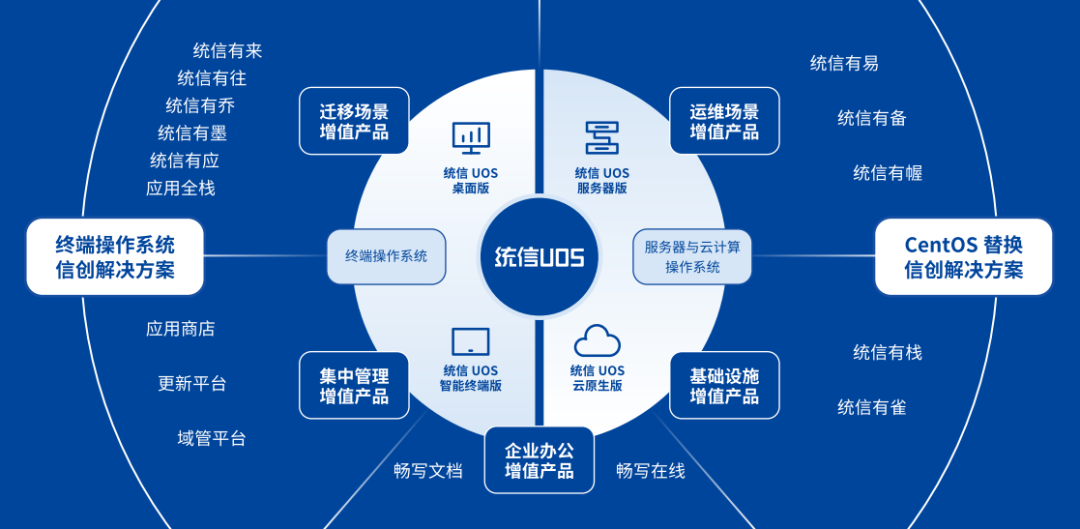 统信有来
统信有往
统信有乔
统信有墨
统信有应
应用全栈
迁移场景
增值产品
统信 UOS
桌面版
统信 UOS
服务器版
运维场景
增值产品
统信有易
统信有备
统信有幄
终端操作系统
信创解决方案
终端操作系统
统信UOS
服务器与云计算
操作系统
CentOS 替换
信创解决方案
应用商店
更新平台
域管平台
集中管理
增值产品
统信 UOS
智能终端版
统信 UOS
云原生版
基础设施
增值产品
统信有栈
统信有雀
畅写文档
企业办公
增值产品
畅写在线